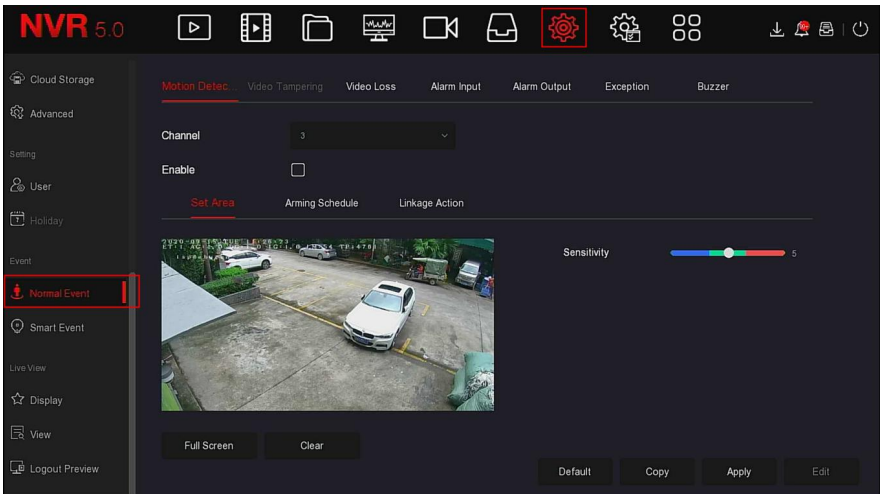 NVR 5.0
Cloud Storage
Advanced
Setting
User
Holiday
Event
Normal Event
Smart Event
Live View
Display
View
Logout Preview
Motion Detec... Video Tampering Video Loss Alarm Input Alarm Output Exception Buzzer
Channel 3
Enable
Set Area Arming Schedule Linkage Action
Sensitivity 5
Full Screen Clear
Default Copy Apply Edit